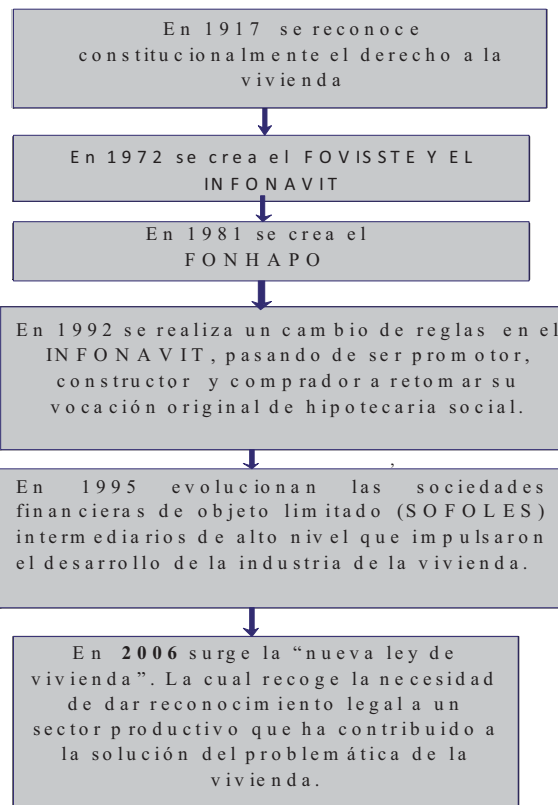 En 1917 se reconoce
constitucionalmente el derecho a la
vivienda
En 1972 se crea el FOVISSTE Y EL
INFONAVIT
En 1981 se crea el
FONHAPO
En 1992 se realiza un cambio de reglas en el
INFONAVIT, pasando de ser promotor,
constructor y comprador a retomar su
vocación original de hipotecaria social.
,
En 1995 evolucionan las sociedades
financieras de objeto limitado (SOFOLES)
intermediarios de alto nivel que impulsaron
el desarrollo de la industria de la vivienda.
En 2006 surge la “nueva ley de
vivienda”. La cual recoge la necesidad
de dar reconocimiento legal a un
sector productivo que ha contribuido a
la solución del problemática de la
vivienda.